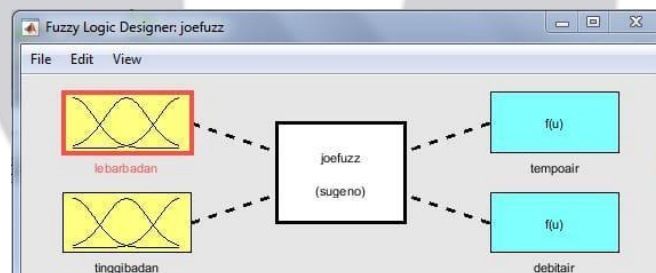 Fuzzy Logic Designer: joefuzz
File Edit View
lebarbadan
tinggibadan
joefuzz
(sugeno)
f(u)
tempoair
f(u)
debitair